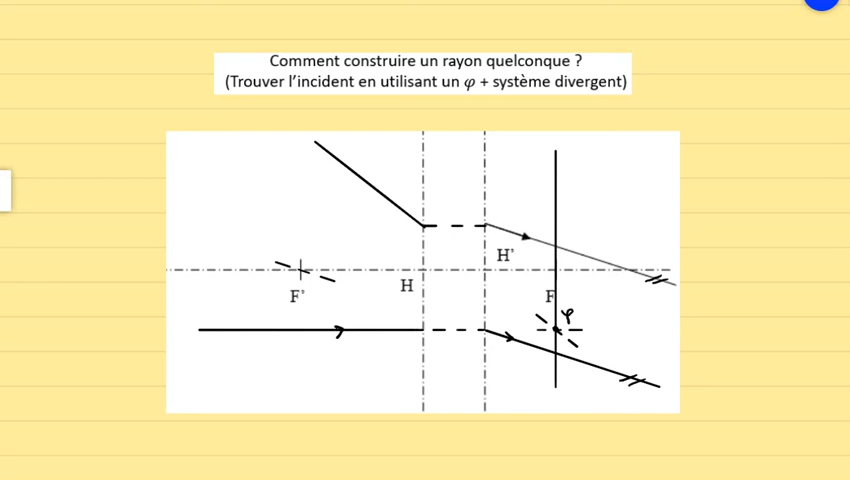 Comment construire un rayon quelconque ?
(Trouver l’incident en utilisant un φ + système divergent)
H'
F'
H
F
φ